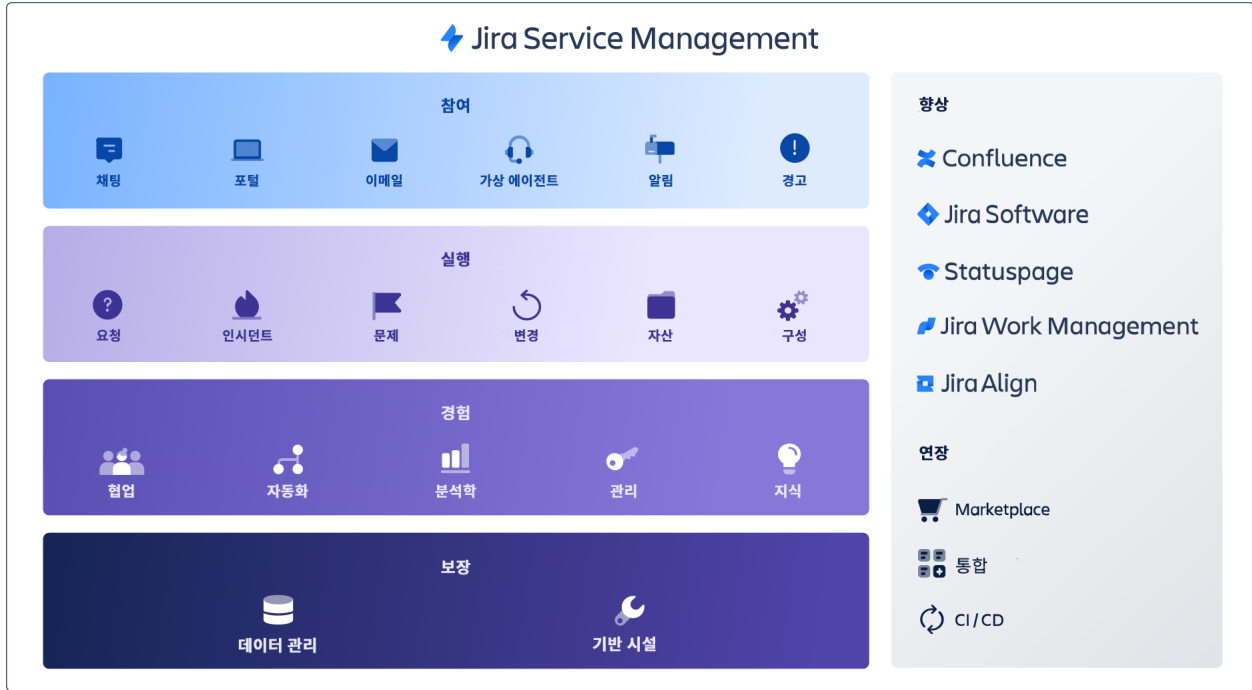 Jira Service Management
참여
채팅
포털
이메일
가상 에이전트
알림
경고
실행
요청
인시던트
문제
변경
자산
구성
경험
협업
자동화
분석학
관리
지식
보장
데이터 관리
기반 시설
향상
Confluence
Jira Software
Statuspage
Jira Work Management
Jira Align
연장
Marketplace
통합
CI/CD